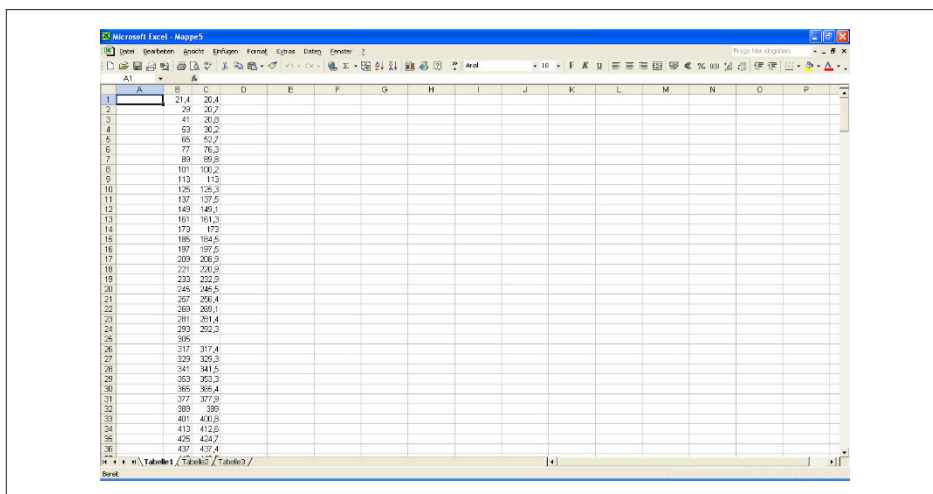 Microsoft Excel - Mappe5
Datei Bearbeiten Ansicht Einfügen Format Extras Daten Fenster ? Frage hier eingeben
Arial 10 F K U € % 000
A1 fx
A B C D E F G H I J K L M N O P
1 21,4 20,4
2 29 20,7
3 41 20,8
4 53 30,2
5 65 52,7
6 77 76,3
7 89 89,8
8 101 100,2
9 113 113
10 125 125,3
11 137 137,5
12 149 149,1
13 161 161,3
14 173 173
15 185 184,5
16 197 197,5
17 209 208,9
18 221 220,9
19 233 232,9
20 245 245,5
21 257 256,4
22 269 269,1
23 281 281,4
24 293 292,3
25 305
26 317 317,4
27 329 329,3
28 341 341,5
29 353 353,3
30 365 365,4
31 377 377,9
32 389 389
33 401 400,8
34 413 412,6
35 425 424,7
36 437 437,4
Tabelle1 Tabelle2 Tabelle3
Bereit